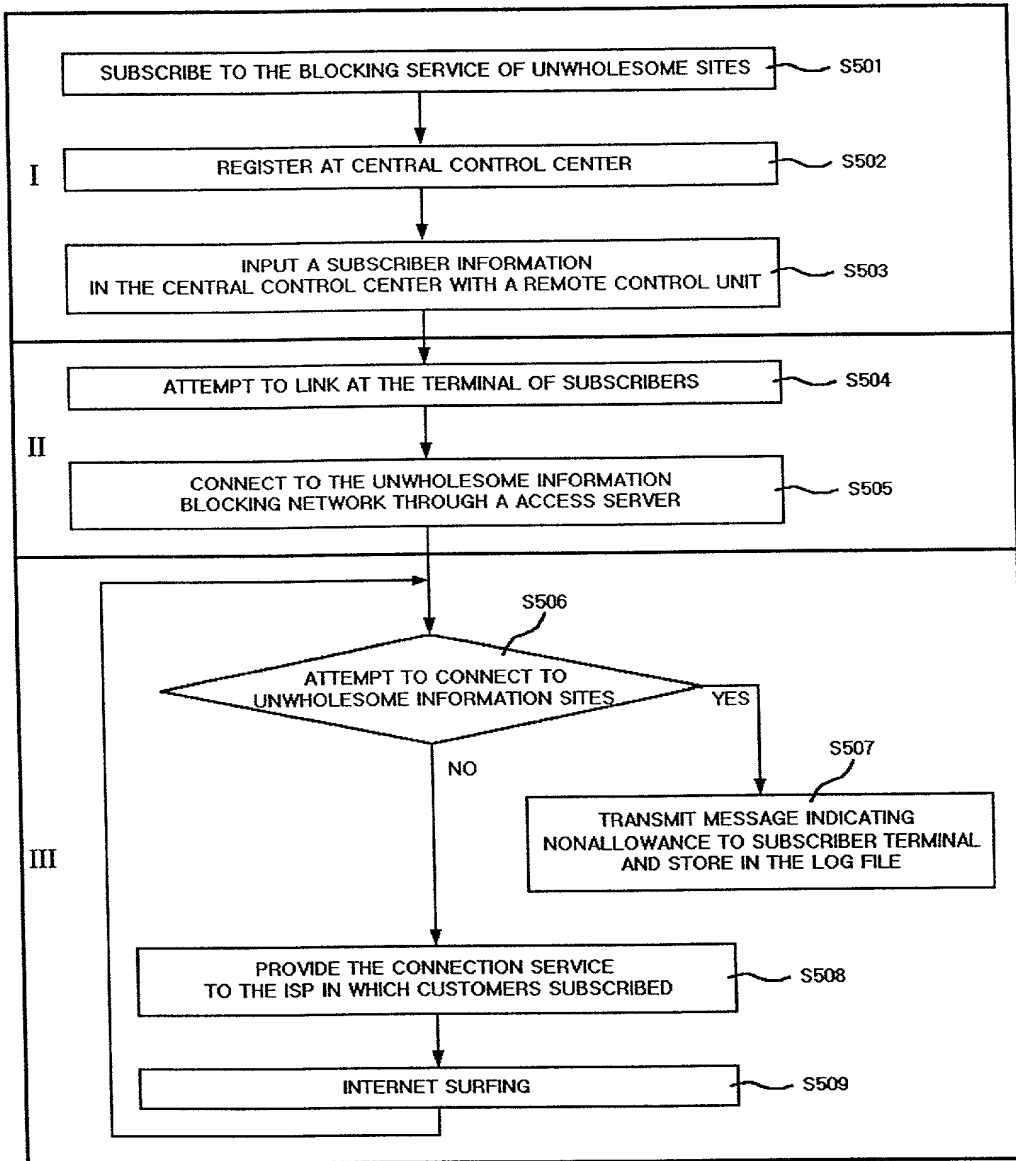 SUBSCRIBE TO THE BLOCKING SERVICE OF UNWHOLESOME SITES
S501
I
REGISTER AT CENTRAL CONTROL CENTER
S502
INPUT A SUBSCRIBER INFORMATION
IN THE CENTRAL CONTROL CENTER WITH A REMOTE CONTROL UNIT
S503
ATTEMPT TO LINK AT THE TERMINAL OF SUBSCRIBERS
S504
II
CONNECT TO THE UNWHOLESOME INFORMATION
BLOCKING NETWORK THROUGH A ACCESS SERVER
S505
S506
ATTEMPT TO CONNECT TO
UNWHOLESOME INFORMATION SITES
YES
NO
S507
TRANSMIT MESSAGE INDICATING
NONALLOWANCE TO SUBSCRIBER TERMINAL
AND STORE IN THE LOG FILE
III
PROVIDE THE CONNECTION SERVICE
TO THE ISP IN WHICH CUSTOMERS SUBSCRIBED
S508
INTERNET SURFING
S509